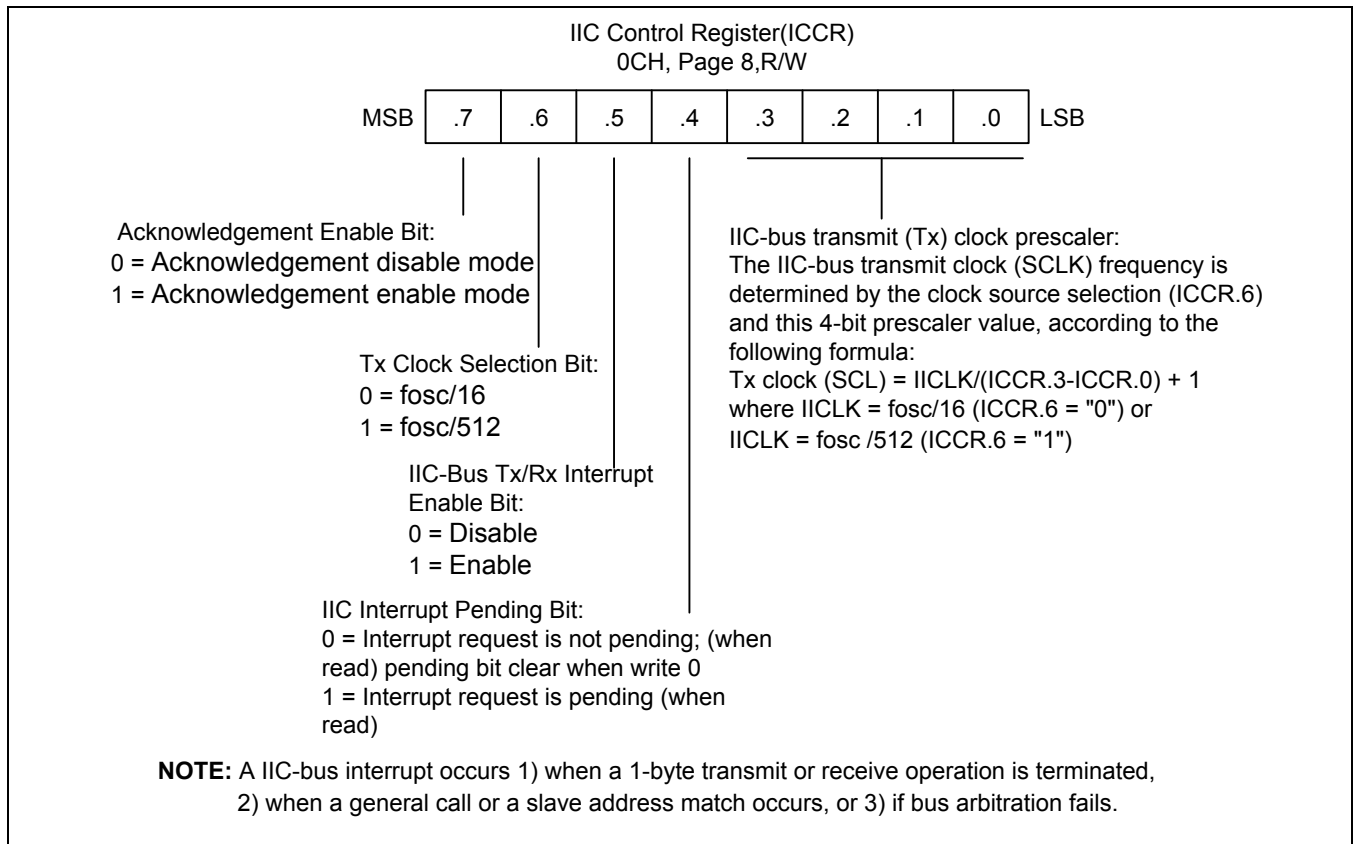 IIC Control Register(ICCR)
0CH, Page 8,R/W
MSB .7 .6 .5 .4 .3 .2 .1 .0 LSB
Acknowledgement Enable Bit:
0 = Acknowledgement disable mode
1 = Acknowledgement enable mode
Tx Clock Selection Bit:
0 = fosc/16
1 = fosc/512
IIC-Bus Tx/Rx Interrupt
Enable Bit:
0 = Disable
1 = Enable
IIC Interrupt Pending Bit:
0 = Interrupt request is not pending; (when
read) pending bit clear when write 0
1 = Interrupt request is pending (when
read)
IIC-bus transmit (Tx) clock prescaler:
The IIC-bus transmit clock (SCLK) frequency is
determined by the clock source selection (ICCR.6)
and this 4-bit prescaler value, according to the
following formula:
Tx clock (SCL) = IICLK/(ICCR.3-ICCR.0) + 1
where IICLK = fosc/16 (ICCR.6 = "0") or
IICLK = fosc /512 (ICCR.6 = "1")
NOTE: A IIC-bus interrupt occurs 1) when a 1-byte transmit or receive operation is terminated,
2) when a general call or a slave address match occurs, or 3) if bus arbitration fails.